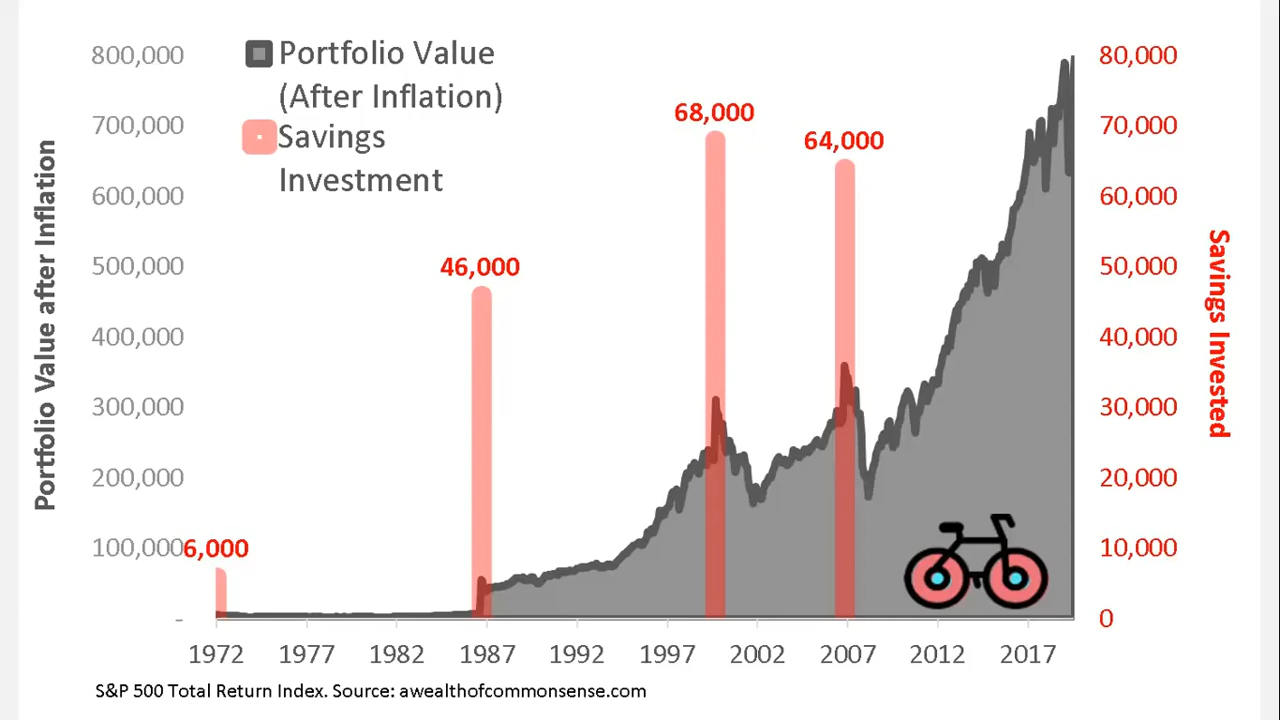 Portfolio Value
(After Inflation)
Savings
Investment
Portfolio Value after Inflation
800,000
700,000
600,000
500,000
400,000
300,000
200,000
100,000
-
6,000
46,000
68,000
64,000
80,000
70,000
60,000
50,000
40,000
30,000
20,000
10,000
0
Savings Invested
1972 1977 1982 1987 1992 1997 2002 2007 2012 2017
S&P 500 Total Return Index. Source: awealthofcommonsense.com